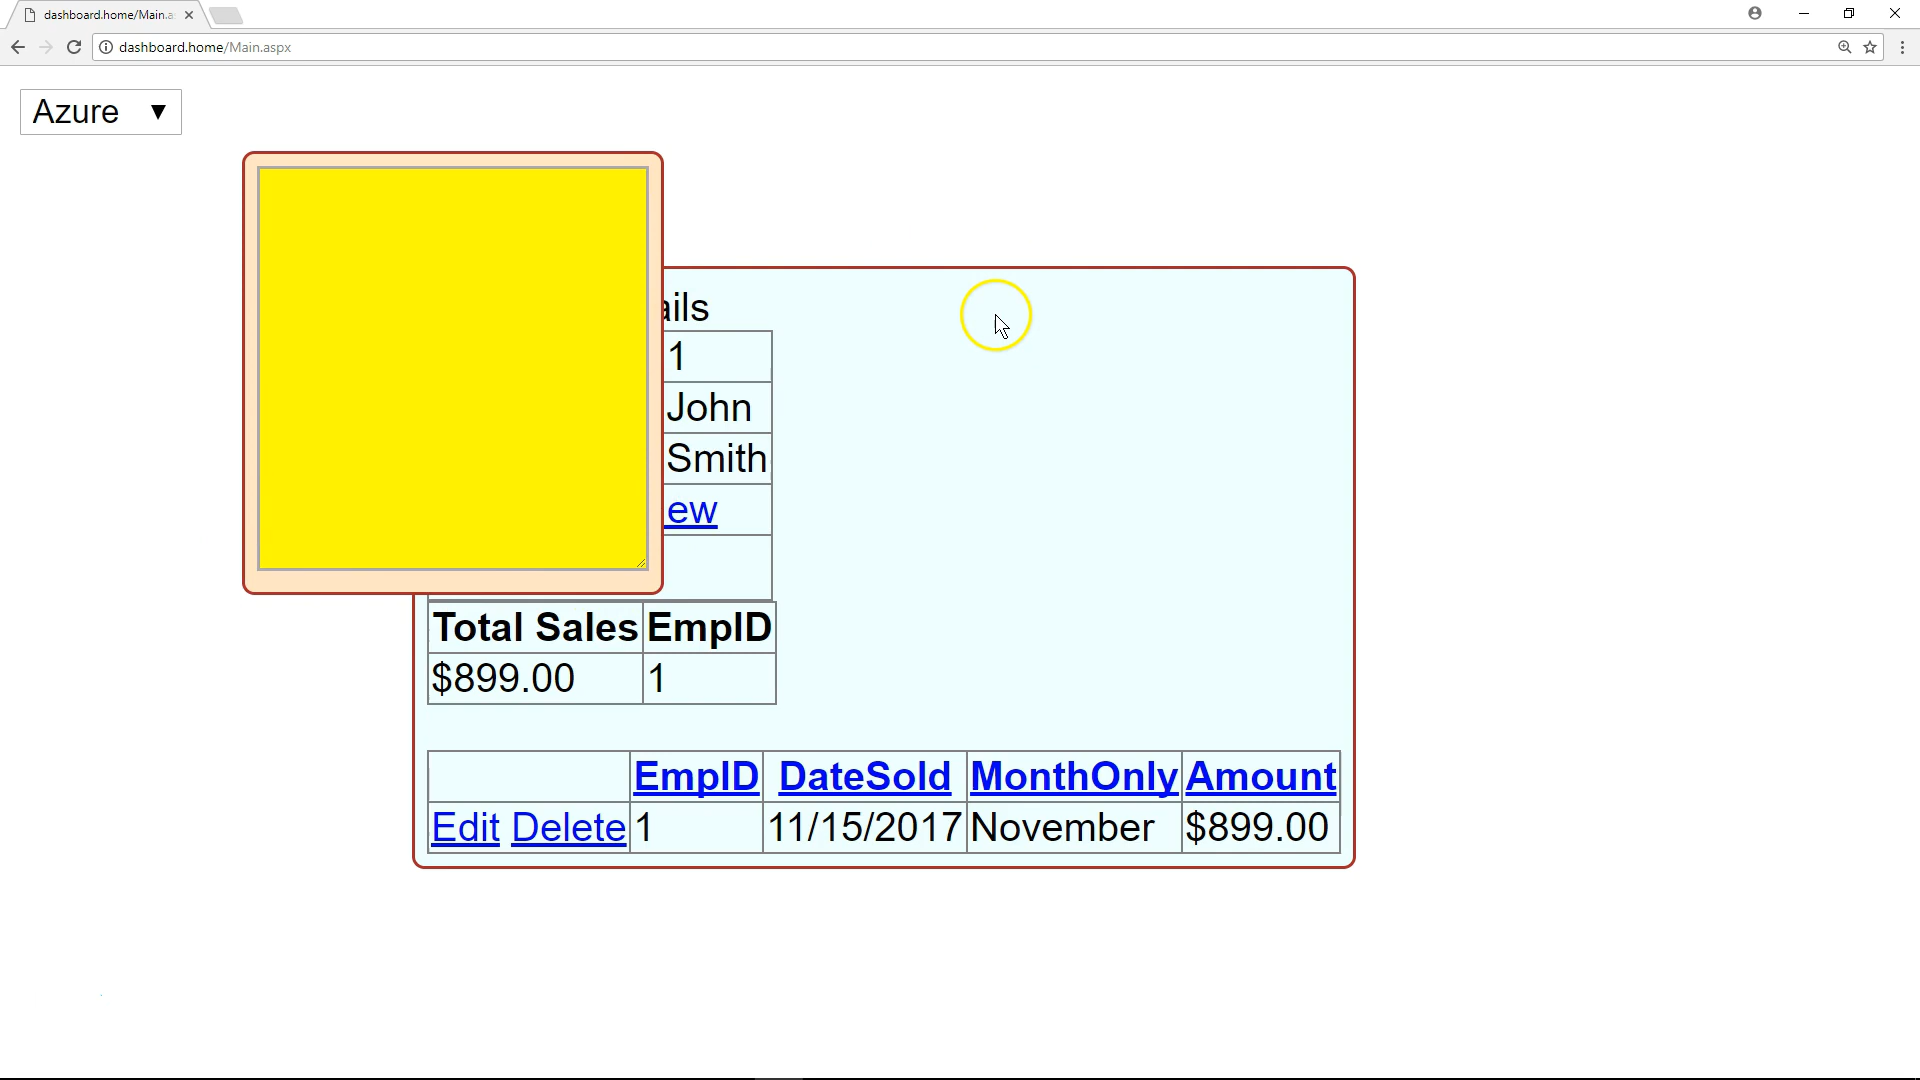 dashboard.home/Main.a
dashboard.home/Main.aspx
Azure
ails
1
John
Smith
ew
Total Sales EmpID
$899.00 1
EmpID DateSold MonthOnly Amount
Edit Delete 1 11/15/2017 November $899.00